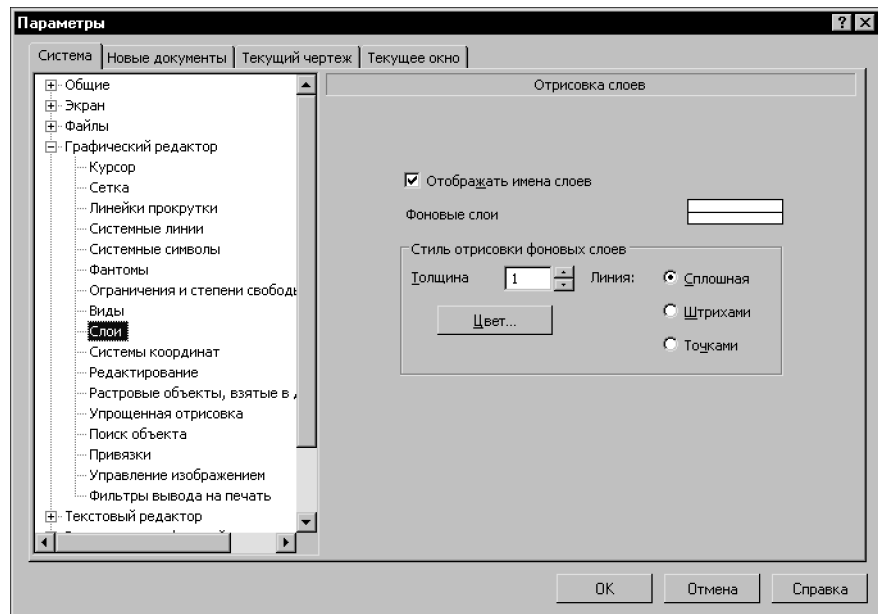 Параметры
Система Новые документы Текущий чертеж Текущее окно
Общие
Экран
Файлы
Графический редактор
Курсор
Сетка
Линейки прокрутки
Системные линии
Системные символы
Фантомы
Ограничения и степени свободы
Виды
Слои
Системы координат
Редактирование
Растровые объекты, взятые в
Упрощенная отрисовка
Поиск объекта
Привязки
Управление изображением
Фильтры вывода на печать
Текстовый редактор
Отрисовка слоев
Отображать имена слоев
Фоновые слои
Стиль отрисовки фоновых слоев
Толщина 1 Линия: Сплошная
Цвет... Штрихами
Точками
OK Отмена Справка